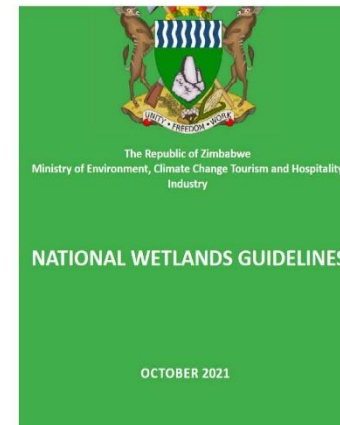 UNITY • FREEDOM • WORK
The Republic of Zimbabwe
Ministry of Environment, Climate Change Tourism and Hospitality
Industry
NATIONAL WETLANDS GUIDELINES
OCTOBER 2021